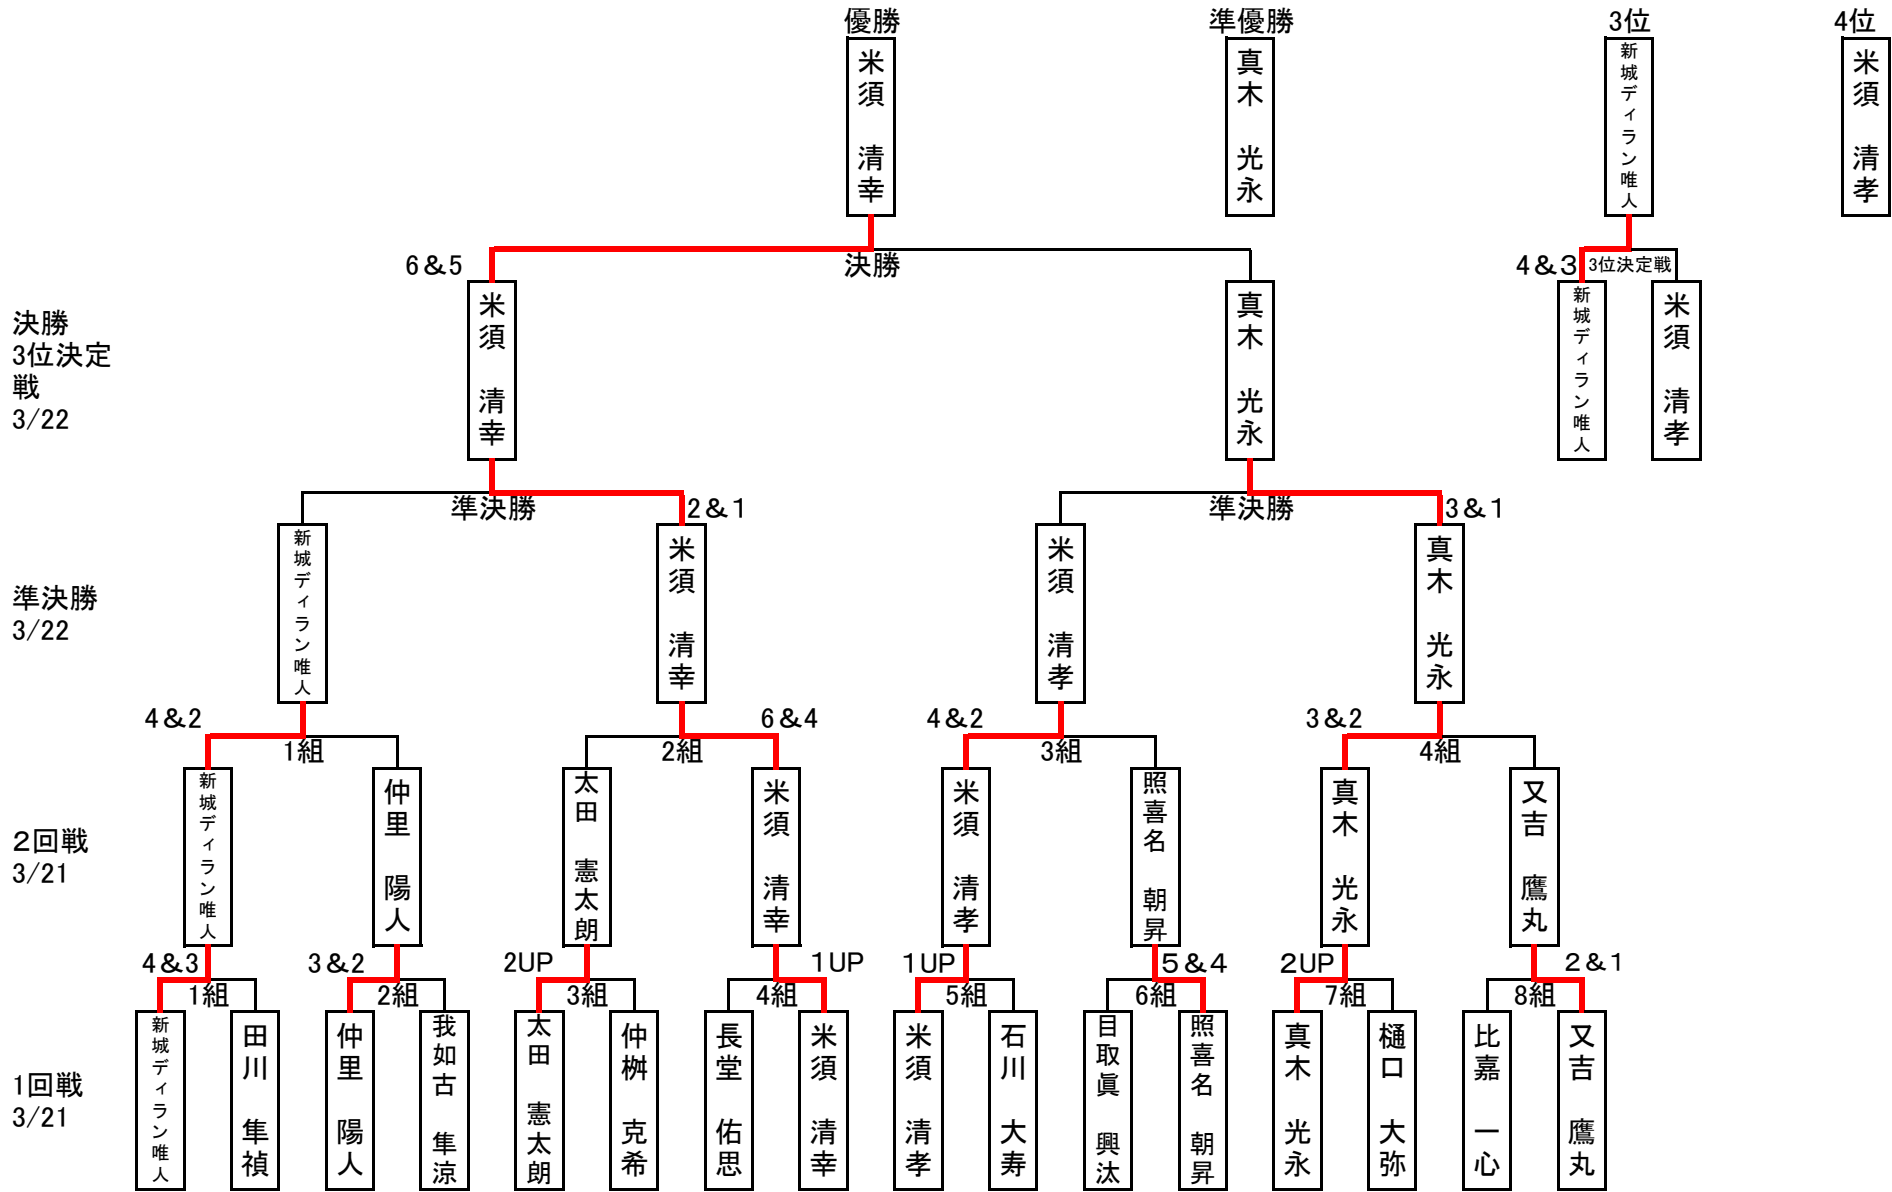 優勝
準優勝
3位
4位
米須 清幸
真木 光永
新城ディラン唯人
米須 清孝
6&5
決勝
4&3
3位決定戦
決勝
3位決定
戦
3/22
米須 清幸
真木 光永
新城ディラン唯人
米須 清孝
準決勝
2&1
準決勝
3&1
準決勝
3/22
新城ディラン唯人
米須 清幸
米須 清孝
真木 光永
4&2
1組
2組
6&4
4&2
3組
3&2
4組
2回戦
3/21
新城ディラン唯人
仲里 陽人
太田 憲太朗
米須 清幸
米須 清孝
照喜名 朝昇
真木 光永
又吉 鷹丸
4&3
1組
3&2
2組
2UP
3組
4組
1UP
1UP
5組
6組
5&4
2UP
7組
8組
2&1
1回戦
3/21
新城ディラン唯人
田川 隼禎
仲里 陽人
我如古 隼涼
太田 憲太朗
仲桝 克希
長堂 佑思
米須 清幸
米須 清孝
石川 大寿
目取眞 興汰
照喜名 朝昇
真木 光永
樋口 大弥
比嘉 一心
又吉 鷹丸